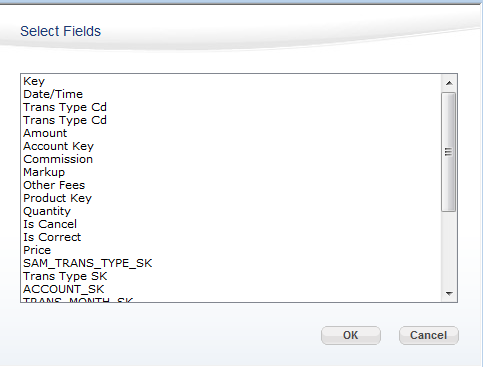 Select Fields
Key
Date/Time
Trans Type Cd
Trans Type Cd
Amount
Account Key
Commission
Markup
Other Fees
Product Key
Quantity
Is Cancel
Is Correct
Price
SAM_TRANS_TYPE_SK
Trans Type SK
ACCOUNT_SK
TRANS_MONTH_SK
OK
Cancel